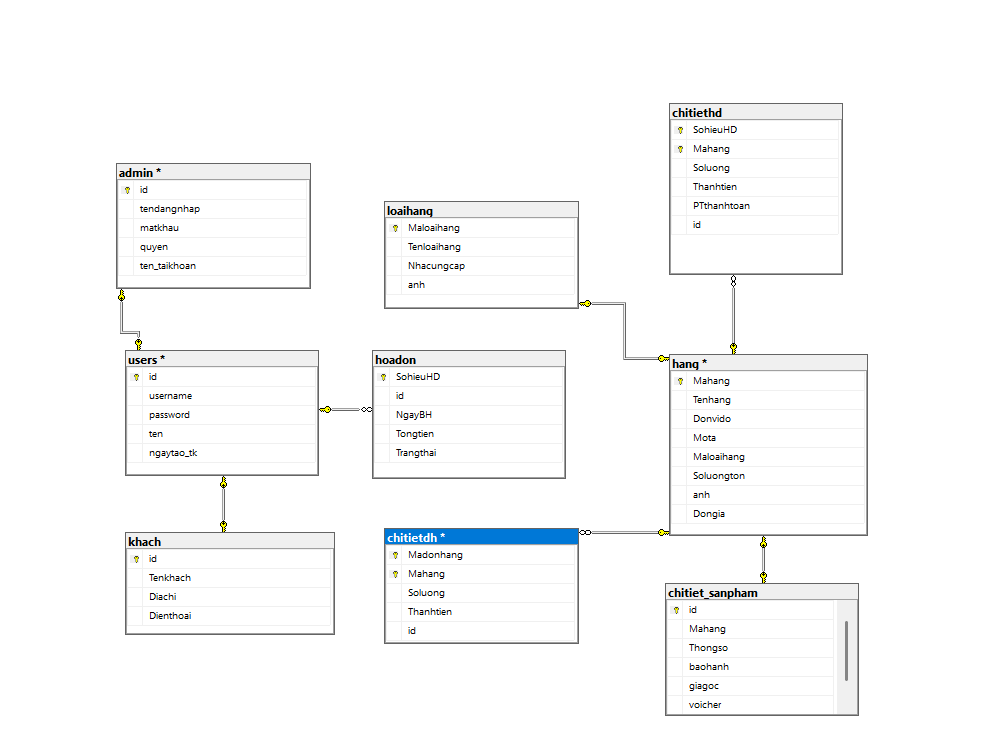 chitiethd
SohieuHD
Mahang
Soluong
Thanhtien
PTthanhtoan
id
admin *
id
tendangnhap
matkhau
quyen
ten_taikhoan
loaihang
Maloaihang
Tenloaihang
Nhacungcap
anh
users *
id
username
password
ten
ngaytao_tk
hoadon
SohieuHD
id
NgayBH
Tongtien
Trangthai
hang *
Mahang
Tenhang
Donvido
Mota
Maloaihang
Soluongton
anh
Dongia
khach
id
Tenkhach
Diachi
Dienthoai
chitietdh *
Madonhang
Mahang
Soluong
Thanhtien
id
chitiet_sanpham
id
Mahang
Thongso
baohanh
giagoc
voicher